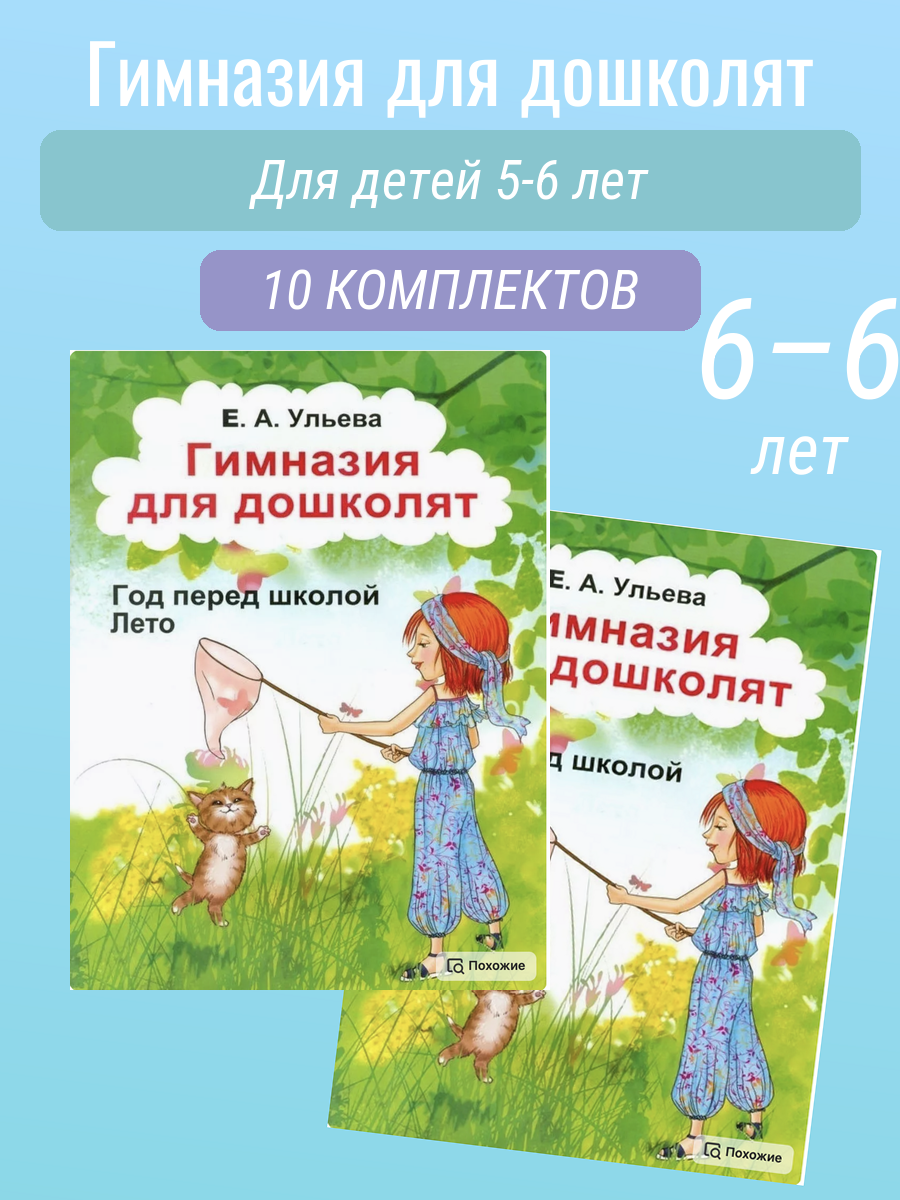 Гимназия для дошколят
Для детей 5-6 лет
10 КОМПЛЕКТОВ
6–6
лет
Е. А. Ульева
Гимназия
для дошколят
Год перед школой
Лето
Похожие
Е. А. Ульева
имназия
дошколят
д школой
Похожие